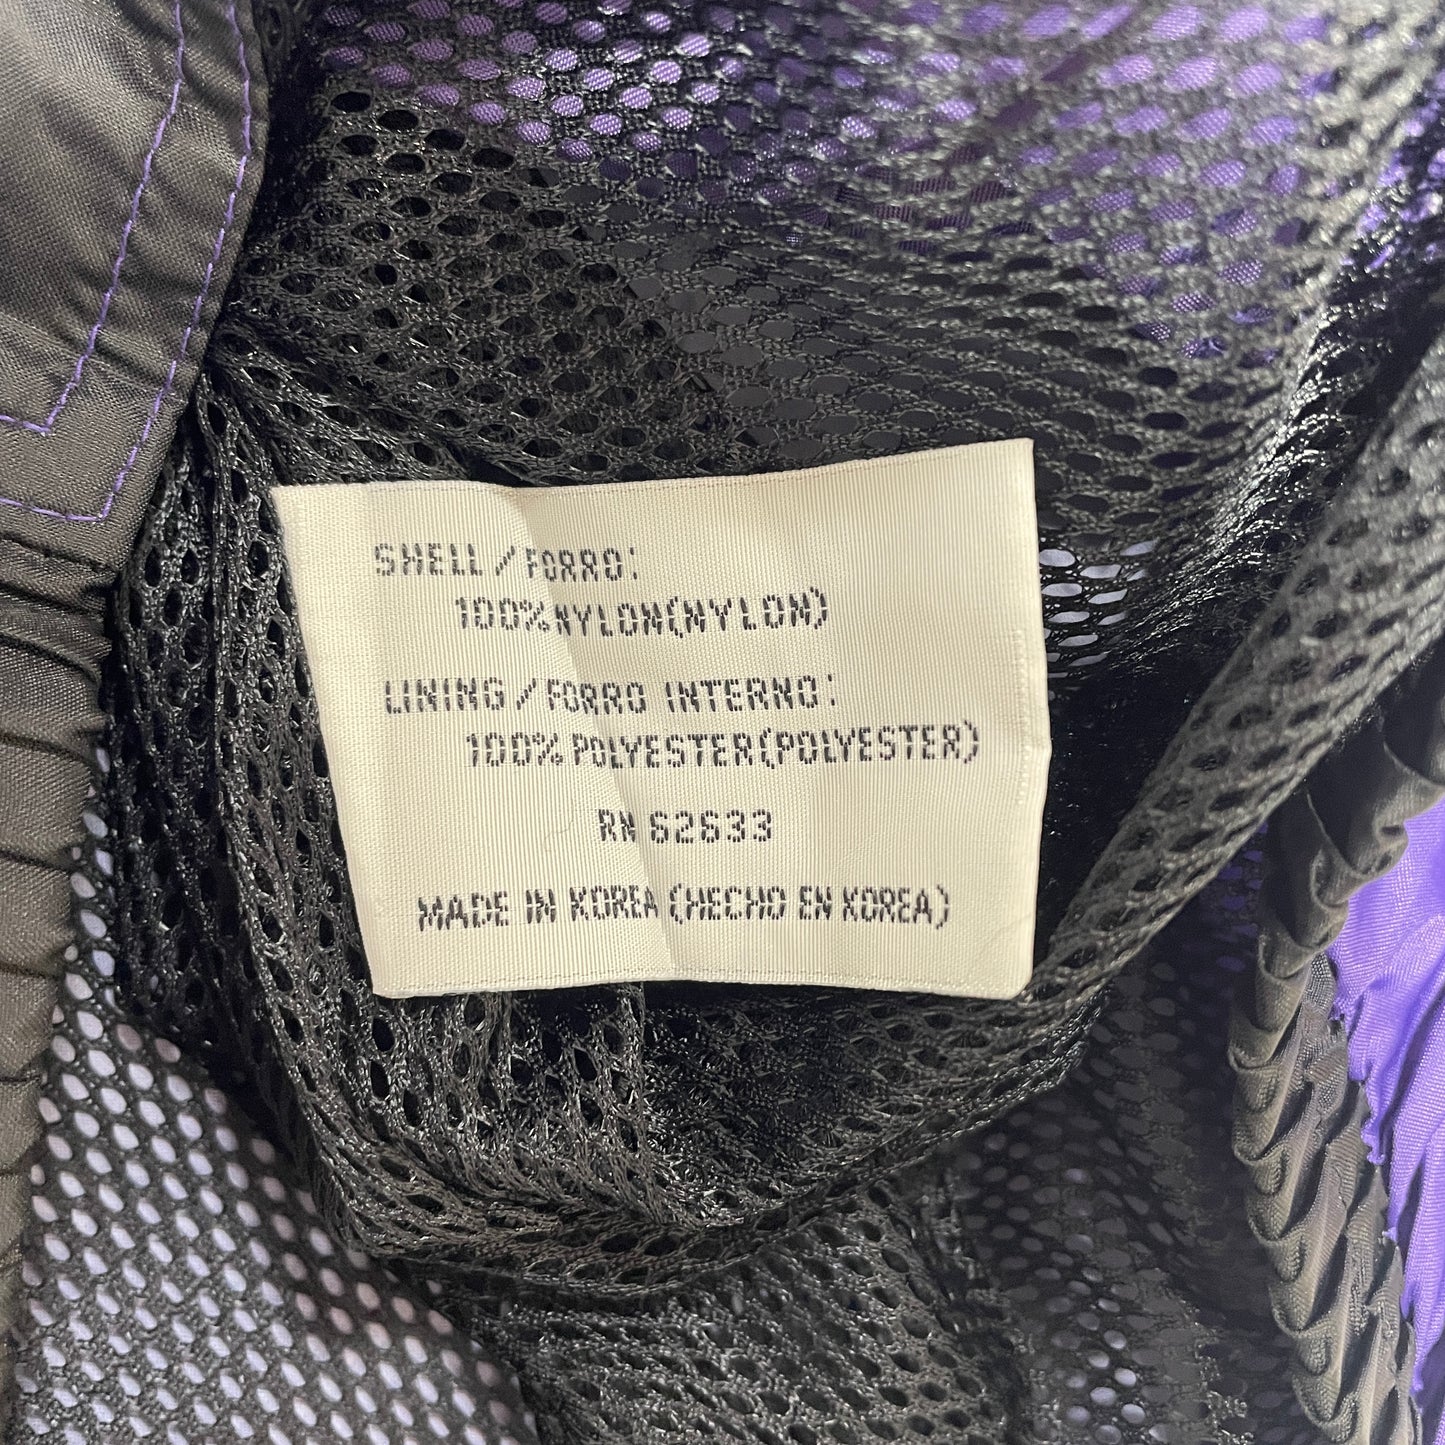 SHELL/FORRO:
100% NYLON(NYLON)
LINING/FORRO INTERNO:
100% POLYESTER(POLYESTER)
RN 62633
MADE IN KOREA (HECHO EN KOREA)